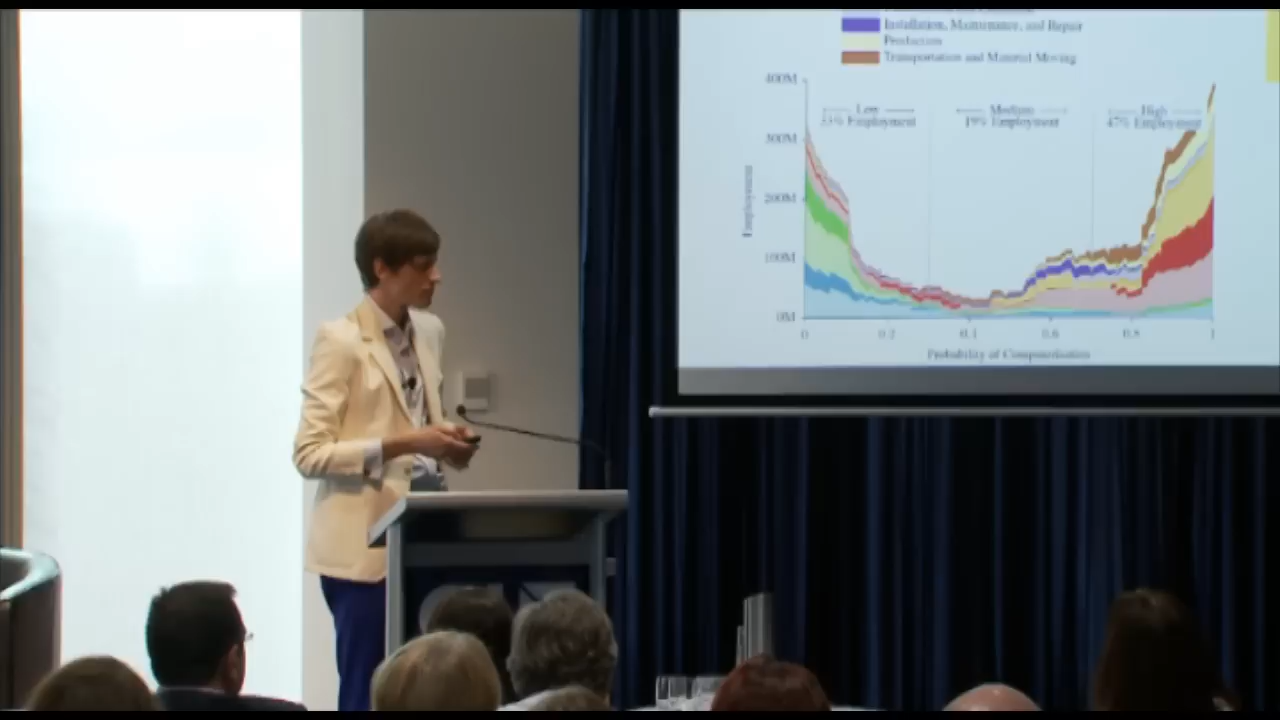 Installation, Maintenance, and Repair
Production
Transportation and Material Moving
400M
Low
Medium
High
33% Employment
19% Employment
47% Employment
300M
200M
100M
0M
Employment
0
0.2
0.4
0.6
0.8
1
Probability of Computerisation